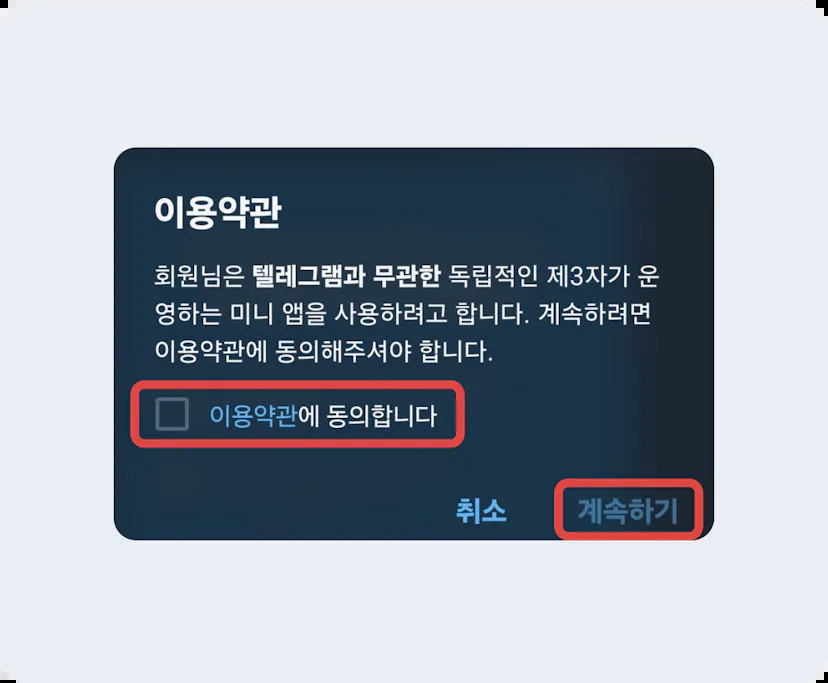 이용약관
회원님은 텔레그램과 무관한 독립적인 제3자가 운
영하는 미니 앱을 사용하려고 합니다. 계속하려면
이용약관에 동의해주셔야 합니다.
이용약관에 동의합니다
취소 계속하기